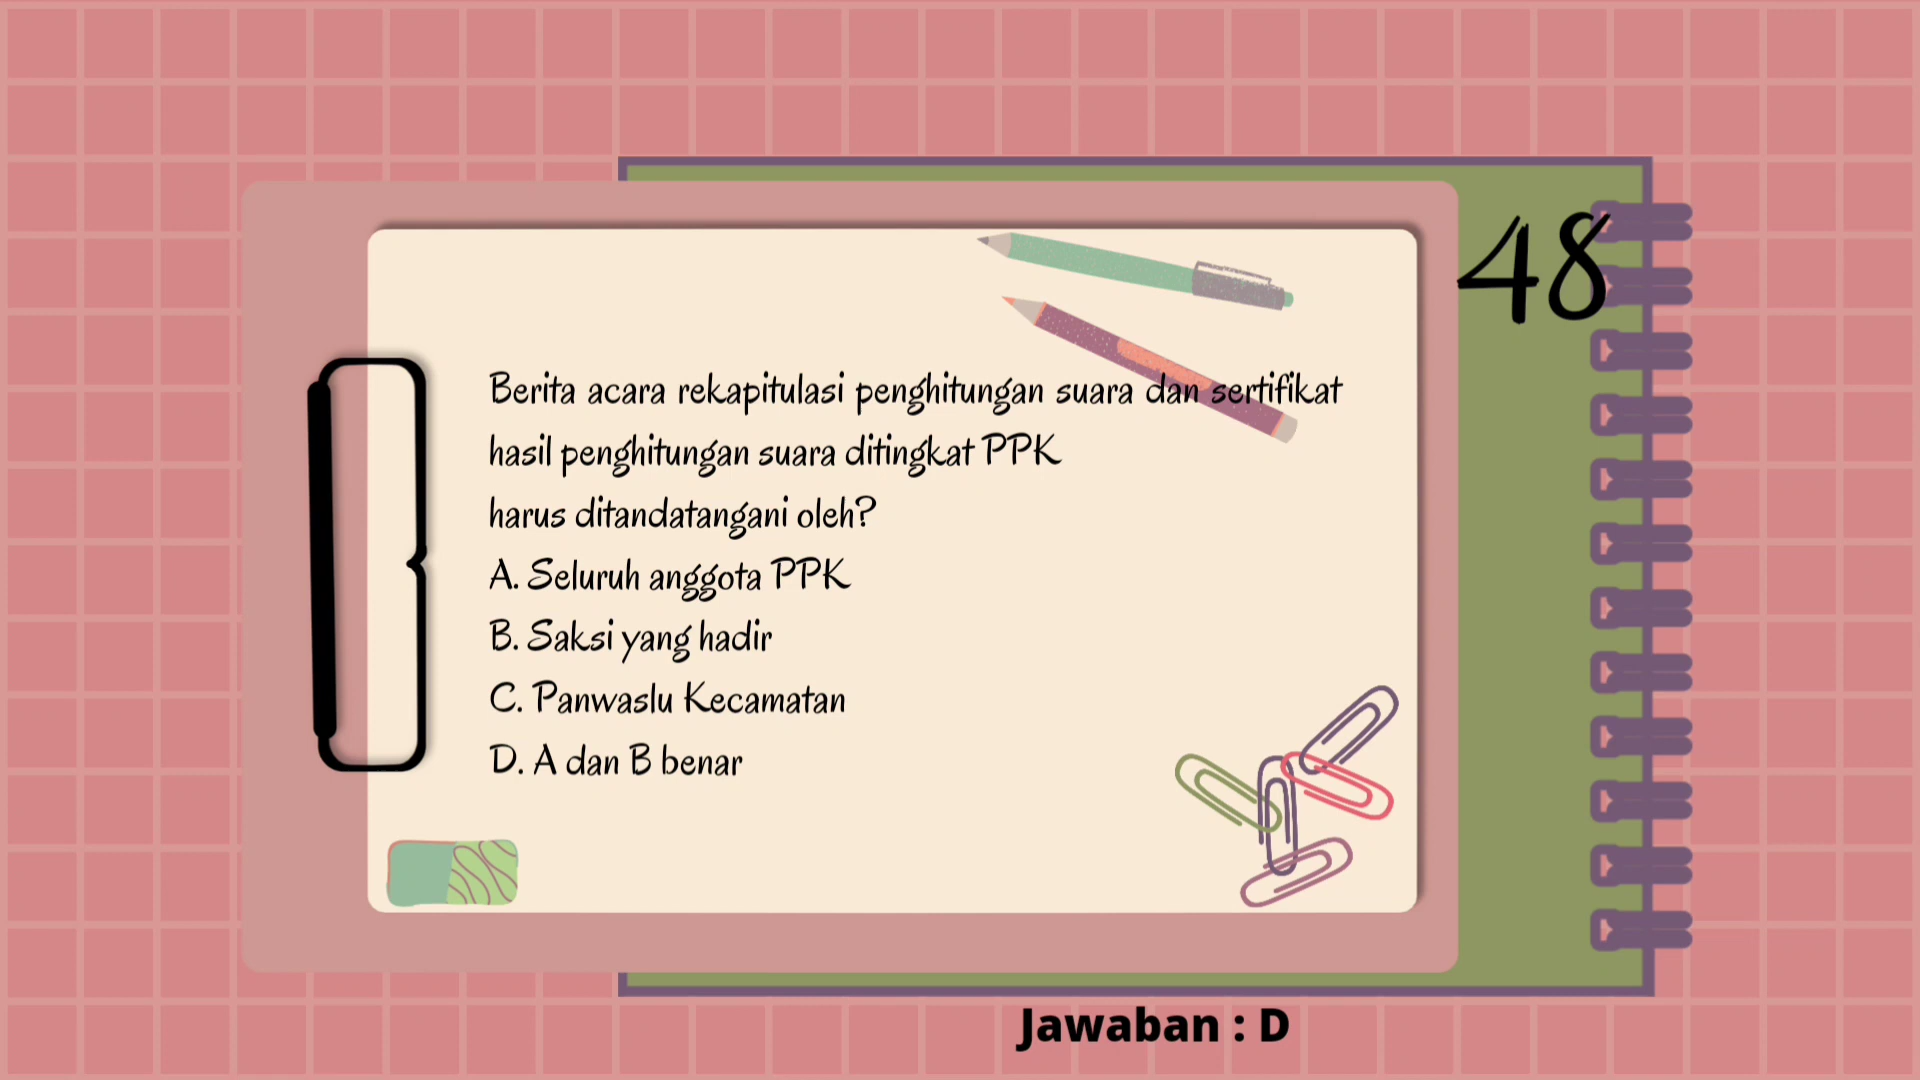 48
Berita acara rekapitulasi penghitungan suara dan sertifikat
hasil penghitungan suara ditingkat PPK
harus ditandatangani oleh?
A. Seluruh anggota PPK
B. Saksi yang hadir
C. Panwaslu Kecamatan
D. A dan B benar
Jawaban : D